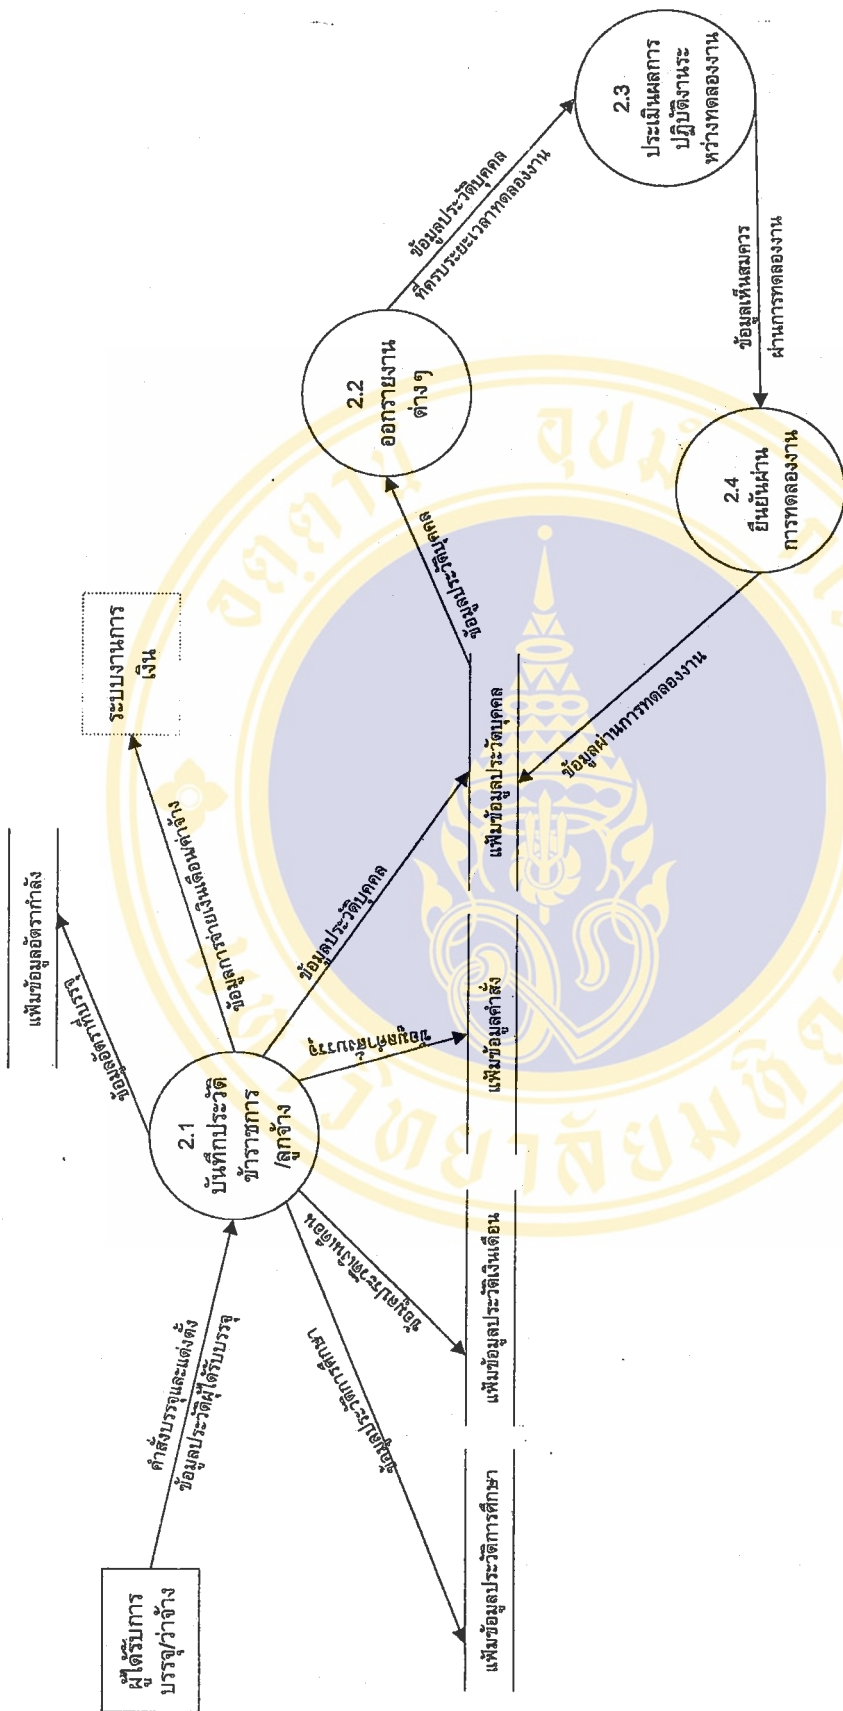 ผู้ได้รับการ
บรรจุ/ว่าจ้าง
คำสั่งบรรจุและแต่งตั้ง
ข้อมูลประวัติผู้ได้รับบรรจุ
2.1
บันทึกประวัติ
ข้าราชการ
/ลูกจ้าง
ข้อมูลอัตราที่บรรจุ
แฟ้มข้อมูลอัตรากำลัง
ข้อมูลการจ่ายเงินเดือน/ค่าจ้าง
ระบบงานการ
เงิน
ข้อมูลประวัติบุคคล
ข้อมูลคำสั่งบรรจุ
ข้อมูลประวัติเงินเดือน
ข้อมูลประวัติการศึกษา
แฟ้มข้อมูลประวัติการศึกษา
แฟ้มข้อมูลประวัติเงินเดือน
แฟ้มข้อมูลคำสั่ง
แฟ้มข้อมูลประวัติบุคคล
ข้อมูลประวัติบุคคล
2.2
ออกรายงาน
ต่าง ๆ
ข้อมูลประวัติบุคคล
ที่ครบระยะเวลาทดลองงาน
2.3
ประเมินผลการ
ปฏิบัติงานระ
หว่างทดลองงาน
ข้อมูลเห็นสมควร
ผ่านการทดลองงาน
2.4
ยืนยันผ่าน
การทดลองงาน
ข้อมูลผ่านการทดลองงาน